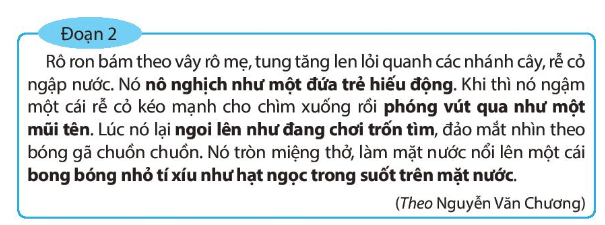 Đoạn 2
Rô ron bám theo vây rô mẹ, tung tăng len lỏi quanh các nhánh cây, rễ cỏ
ngập nước. Nó nô nghịch như một đứa trẻ hiếu động. Khi thì nó ngậm
một cái rễ cỏ kéo mạnh cho chìm xuống rồi phóng vút qua như một
mũi tên. Lúc nó lại ngoi lên như đang chơi trốn tìm, đảo mắt nhìn theo
bóng gã chuồn chuồn. Nó tròn miệng thở, làm mặt nước nổi lên một cái
bong bóng nhỏ tí xíu như hạt ngọc trong suốt trên mặt nước.
(Theo Nguyễn Văn Chương)